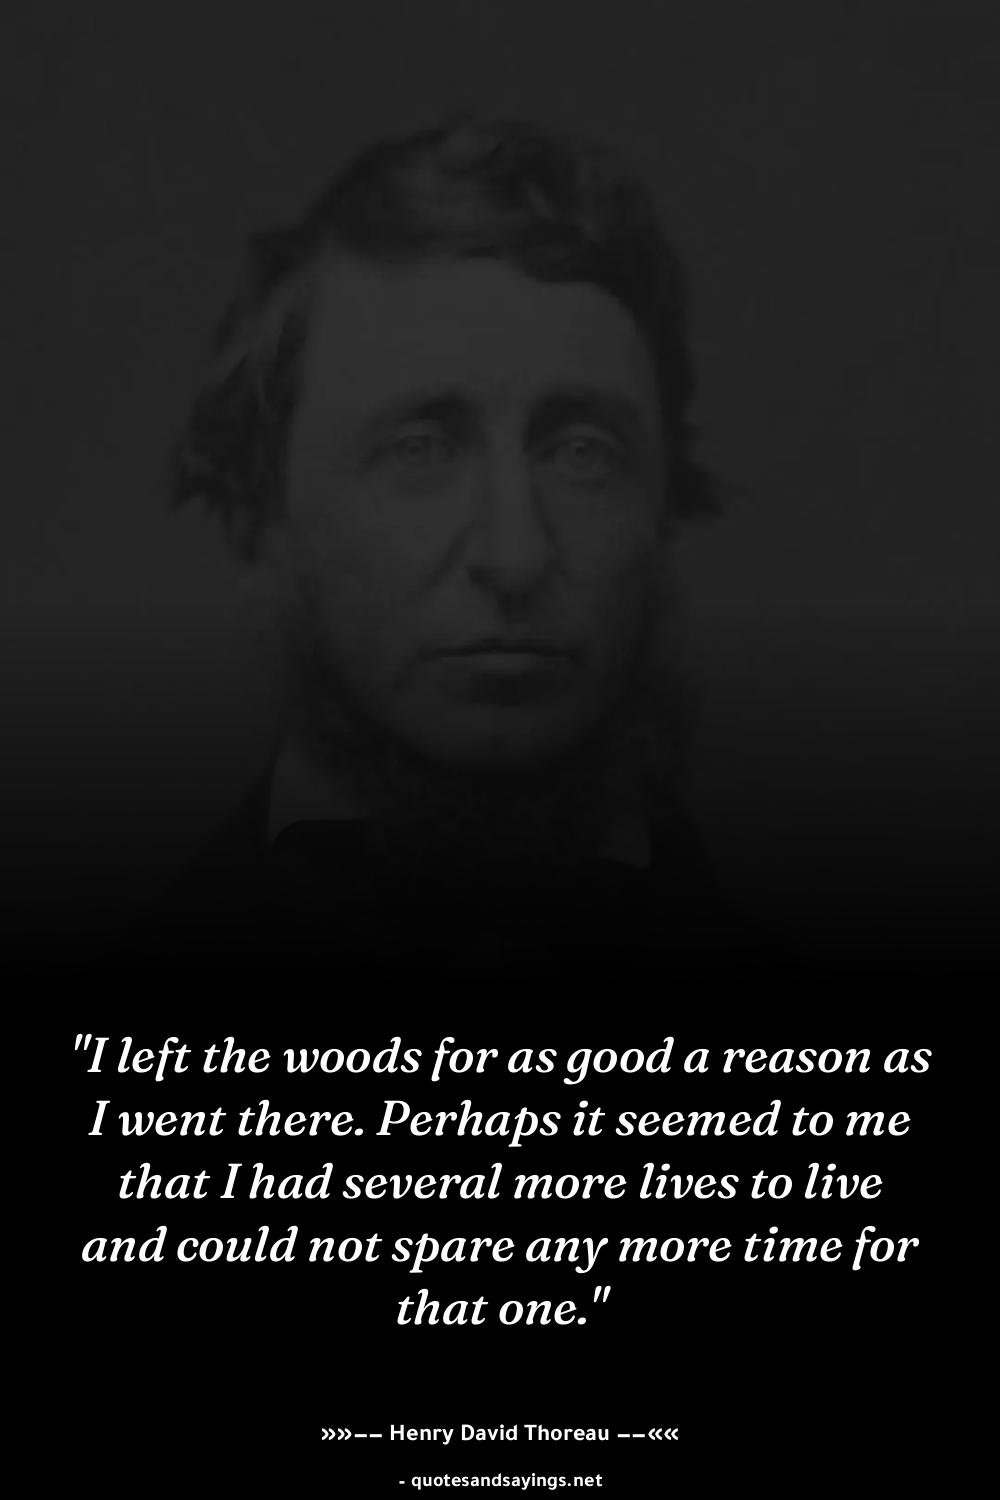 "I left the woods for as good a reason as
I went there. Perhaps it seemed to me
that I had several more lives to live
and could not spare any more time for
that one."
»»−− Henry David Thoreau −−««
- quotesandsayings.net